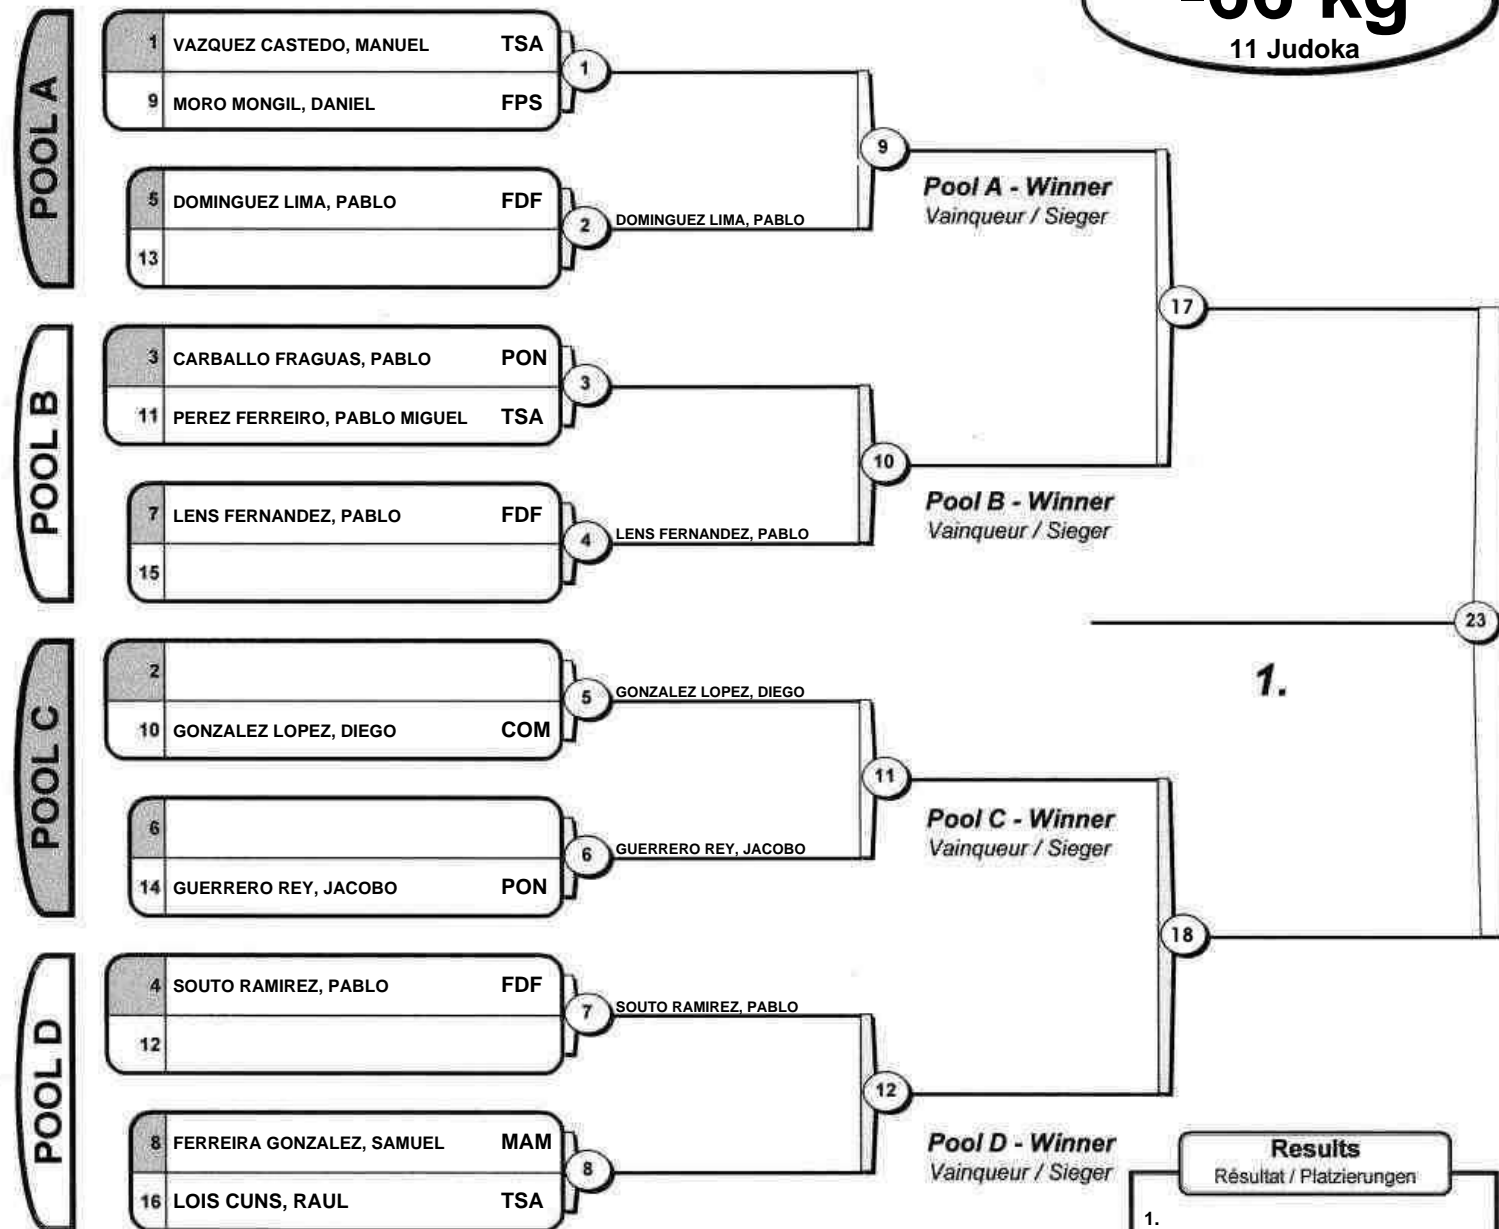 -66 kg
11 Judoka
POOL A
1 VAZQUEZ CASTEDO, MANUEL TSA
9 MORO MONGIL, DANIEL FPS
1
5 DOMINGUEZ LIMA, PABLO FDF
13
2 DOMINGUEZ LIMA, PABLO
9
Pool A - Winner
Vainqueur / Sieger
POOL B
3 CARBALLO FRAGUAS, PABLO PON
11 PEREZ FERREIRO, PABLO MIGUEL TSA
3
7 LENS FERNANDEZ, PABLO FDF
15
4 LENS FERNANDEZ, PABLO
10
Pool B - Winner
Vainqueur / Sieger
17
23
1.
POOL C
2
10 GONZALEZ LOPEZ, DIEGO COM
5 GONZALEZ LOPEZ, DIEGO
6
14 GUERRERO REY, JACOBO PON
6 GUERRERO REY, JACOBO
11
Pool C - Winner
Vainqueur / Sieger
18
POOL D
4 SOUTO RAMIREZ, PABLO FDF
12
7 SOUTO RAMIREZ, PABLO
8 FERREIRA GONZALEZ, SAMUEL MAM
16 LOIS CUNS, RAUL TSA
8
12
Pool D - Winner
Vainqueur / Sieger
Results
Résultat / Platzierungen
1.